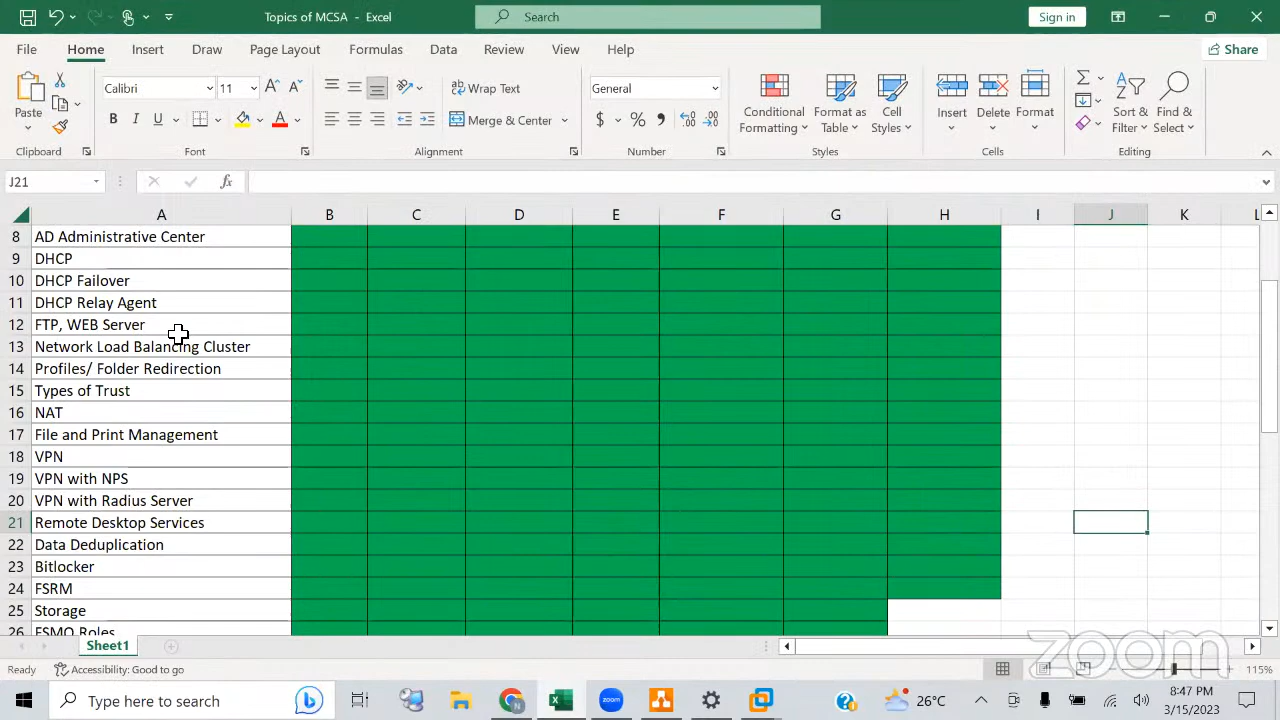 Topics of MCSA - Excel
Search
Sign in
File Home Insert Draw Page Layout Formulas Data Review View Help
Share
Paste
Clipboard
Calibri 11
Font
Wrap Text
Merge & Center
Alignment
General
Number
Conditional Formatting
Format as Table
Cell Styles
Styles
Insert
Delete
Format
Cells
Sort & Filter
Find & Select
Editing
J21
fx
A B C D E F G H I J K L
8 AD Administrative Center
9 DHCP
10 DHCP Failover
11 DHCP Relay Agent
12 FTP, WEB Server
13 Network Load Balancing Cluster
14 Profiles/ Folder Redirection
15 Types of Trust
16 NAT
17 File and Print Management
18 VPN
19 VPN with NPS
20 VPN with Radius Server
21 Remote Desktop Services
22 Data Deduplication
23 Bitlocker
24 FSRM
25 Storage
26 FSMO Roles
Sheet1
Ready
Accessibility: Good to go
115%
zoom
Type here to search
zoom
26°C
8:47 PM
3/15/2023